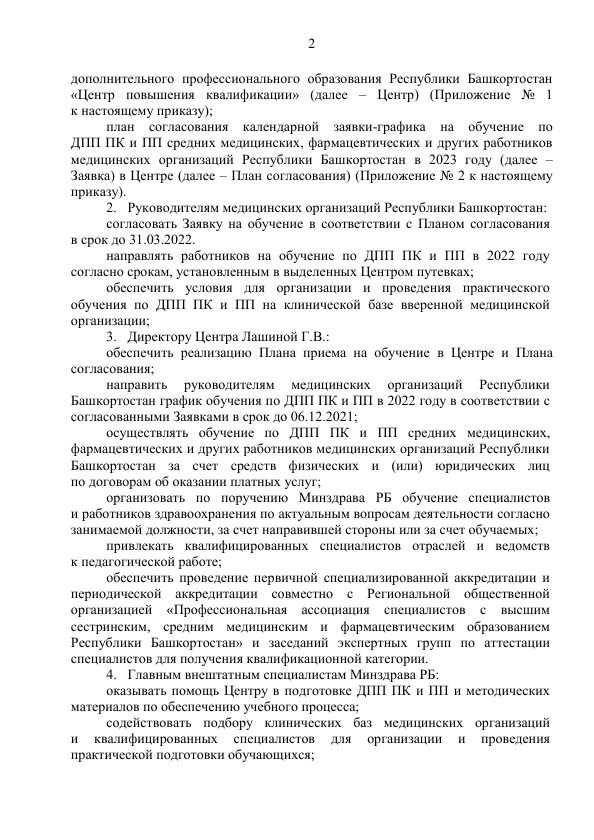 2
дополнительного профессионального образования Республики Башкортостан
«Центр повышения квалификации» (далее – Центр) (Приложение № 1
к настоящему приказу);
план согласования календарной заявки-графика на обучение по
ДПП ПК и ПП средних медицинских, фармацевтических и других работников
медицинских организаций Республики Башкортостан в 2023 году (далее –
Заявка) в Центре (далее – План согласования) (Приложение № 2 к настоящему
приказу).
2. Руководителям медицинских организаций Республики Башкортостан:
согласовать Заявку на обучение в соответствии с Планом согласования
в срок до 31.03.2022.
направлять работников на обучение по ДПП ПК и ПП в 2022 году
согласно срокам, установленным в выделенных Центром путевках;
обеспечить условия для организации и проведения практического
обучения по ДПП ПК и ПП на клинической базе вверенной медицинской
организации;
3. Директору Центра Лашиной Г.В.:
обеспечить реализацию Плана приема на обучение в Центре и Плана
согласования;
направить руководителям медицинских организаций Республики
Башкортостан график обучения по ДПП ПК и ПП в 2022 году в соответствии с
согласованными Заявками в срок до 06.12.2021;
осуществлять обучение по ДПП ПК и ПП средних медицинских,
фармацевтических и других работников медицинских организаций Республики
Башкортостан за счет средств физических и (или) юридических лиц
по договорам об оказании платных услуг;
организовать по поручению Минздрава РБ обучение специалистов
и работников здравоохранения по актуальным вопросам деятельности согласно
занимаемой должности, за счет направившей стороны или за счет обучаемых;
привлекать квалифицированных специалистов отраслей и ведомств
к педагогической работе;
обеспечить проведение первичной специализированной аккредитации и
периодической аккредитации совместно с Региональной общественной
организацией «Профессиональная ассоциация специалистов с высшим
сестринским, средним медицинским и фармацевтическим образованием
Республики Башкортостан» и заседаний экспертных групп по аттестации
специалистов для получения квалификационной категории.
4. Главным внештатным специалистам Минздрава РБ:
оказывать помощь Центру в подготовке ДПП ПК и ПП и методических
материалов по обеспечению учебного процесса;
содействовать подбору клинических баз медицинских организаций
и квалифицированных специалистов для организации и проведения
практической подготовки обучающихся;